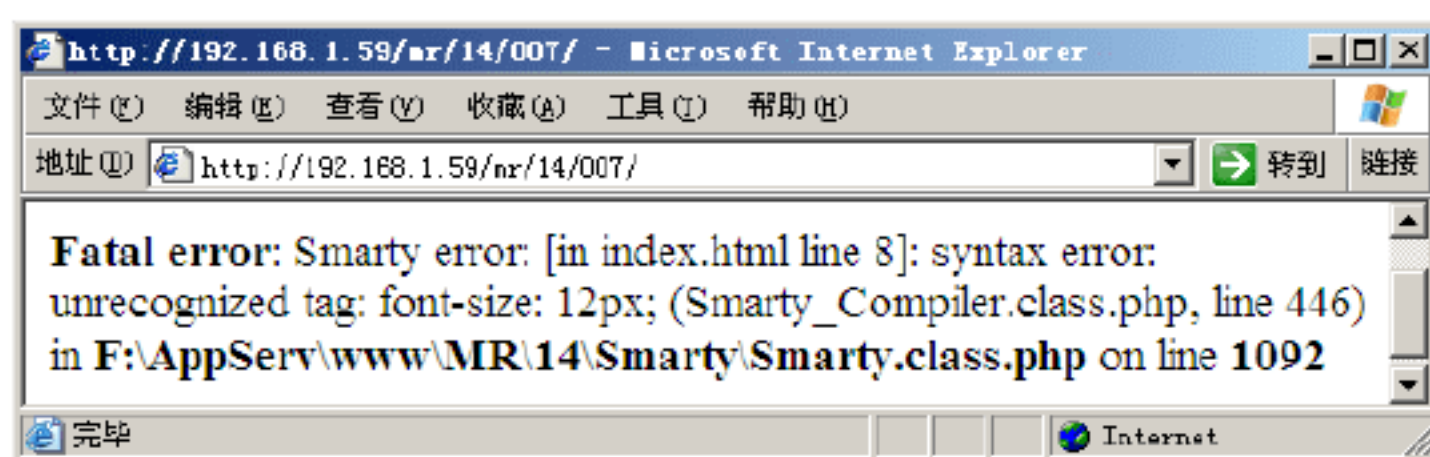 http://192.168.1.59/mr/14/007/ - Microsoft Internet Explorer
文件(F) 编辑(E) 查看(V) 收藏(A) 工具(T) 帮助(H)
地址(D) http://192.168.1.59/mr/14/007/ 转到 链接
Fatal error: Smarty error: [in index.html line 8]: syntax error:
unrecognized tag: font-size: 12px; (Smarty_Compiler.class.php, line 446)
in F:\AppServ\www\MR\14\Smarty\Smarty.class.php on line 1092
完毕 Internet